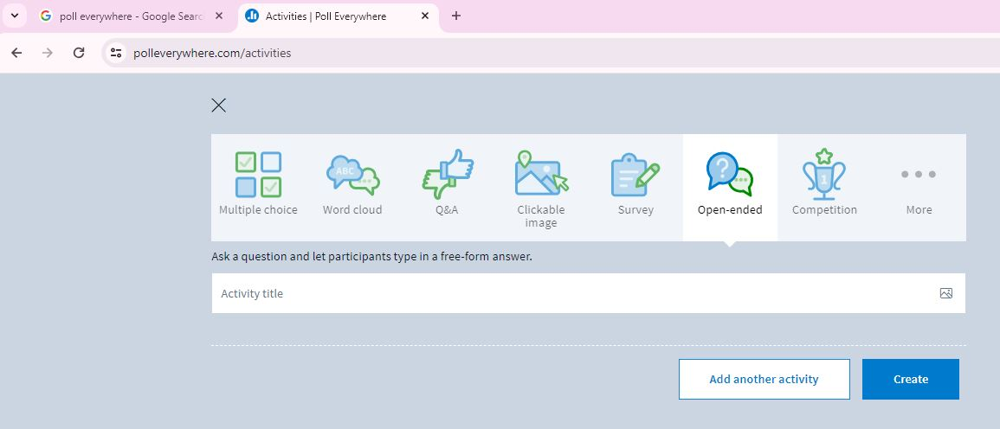 poll everywhere - Google Searc
Activities | Poll Everywhere
polleverywhere.com/activities
Multiple choice
ABC
Word cloud
Q&A
Clickable
image
Survey
?
Open-ended
1
Competition
More
Ask a question and let participants type in a free-form answer.
Activity title
Add another activity
Create